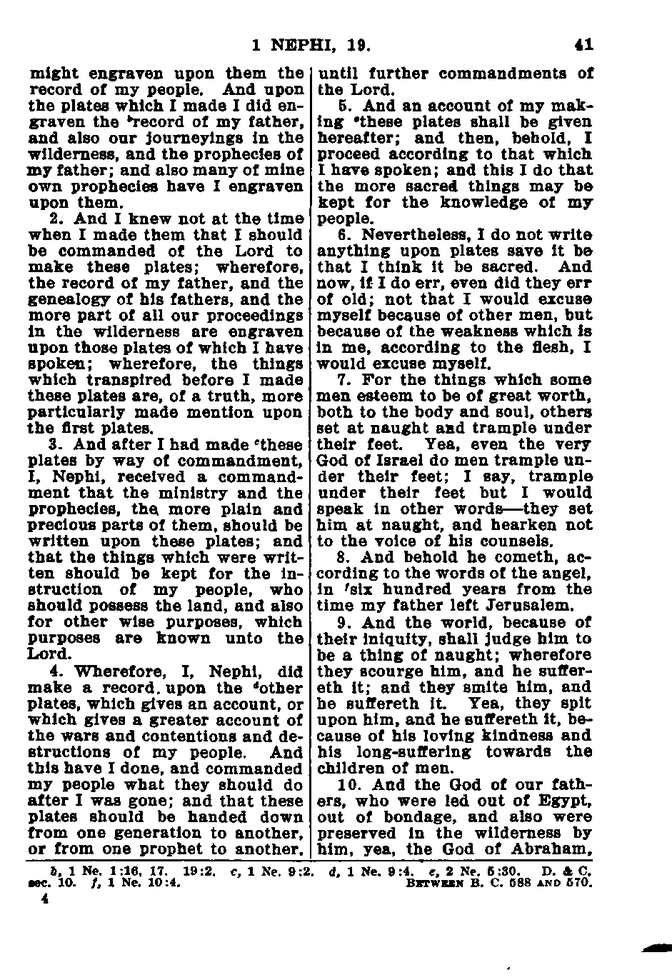 1 NEPHI, 19. 41
might engraven upon them the
record of my people. And upon
the plates which I made I did en-
graven the ᵇrecord of my father,
and also our journeyings in the
wilderness, and the prophecies of
my father; and also many of mine
own prophecies have I engraven
upon them.
2. And I knew not at the time
when I made them that I should
be commanded of the Lord to
make these plates; wherefore,
the record of my father, and the
genealogy of his fathers, and the
more part of all our proceedings
in the wilderness are engraven
upon those plates of which I have
spoken; wherefore, the things
which transpired before I made
these plates are, of a truth, more
particularly made mention upon
the first plates.
3. And after I had made ᶜthese
plates by way of commandment,
I, Nephi, received a command-
ment that the ministry and the
prophecies, the more plain and
precious parts of them, should be
written upon these plates; and
that the things which were writ-
ten should be kept for the in-
struction of my people, who
should possess the land, and also
for other wise purposes, which
purposes are known unto the
Lord.
4. Wherefore, I, Nephi, did
make a record upon the ᵈother
plates, which gives an account, or
which gives a greater account of
the wars and contentions and de-
structions of my people. And
this have I done, and commanded
my people what they should do
after I was gone; and that these
plates should be handed down
from one generation to another,
or from one prophet to another,
until further commandments of
the Lord.
5. And an account of my mak-
ing ᵉthese plates shall be given
hereafter; and then, behold, I
proceed according to that which
I have spoken; and this I do that
the more sacred things may be
kept for the knowledge of my
people.
6. Nevertheless, I do not write
anything upon plates save it be
that I think it be sacred. And
now, if I do err, even did they err
of old; not that I would excuse
myself because of other men, but
because of the weakness which is
in me, according to the flesh, I
would excuse myself.
7. For the things which some
men esteem to be of great worth,
both to the body and soul, others
set at naught and trample under
their feet. Yea, even the very
God of Israel do men trample un-
der their feet; I say, trample
under their feet but I would
speak in other words—they set
him at naught, and hearken not
to the voice of his counsels.
8. And behold he cometh, ac-
cording to the words of the angel,
in ᶠsix hundred years from the
time my father left Jerusalem.
9. And the world, because of
their iniquity, shall judge him to
be a thing of naught; wherefore
they scourge him, and he suffer-
eth it; and they smite him, and
he suffereth it. Yea, they spit
upon him, and he suffereth it, be-
cause of his loving kindness and
his long-suffering towards the
children of men.
10. And the God of our fath-
ers, who were led out of Egypt,
out of bondage, and also were
preserved in the wilderness by
him, yea, the God of Abraham,
b, 1 Ne. 1:16, 17. 19:2. c, 1 Ne. 9:2. d, 1 Ne. 9:4. e, 2 Ne. 5:30. D. & C.
sec. 10. f, 1 Ne. 10:4. BETWEEN B. C. 588 AND 570.
4